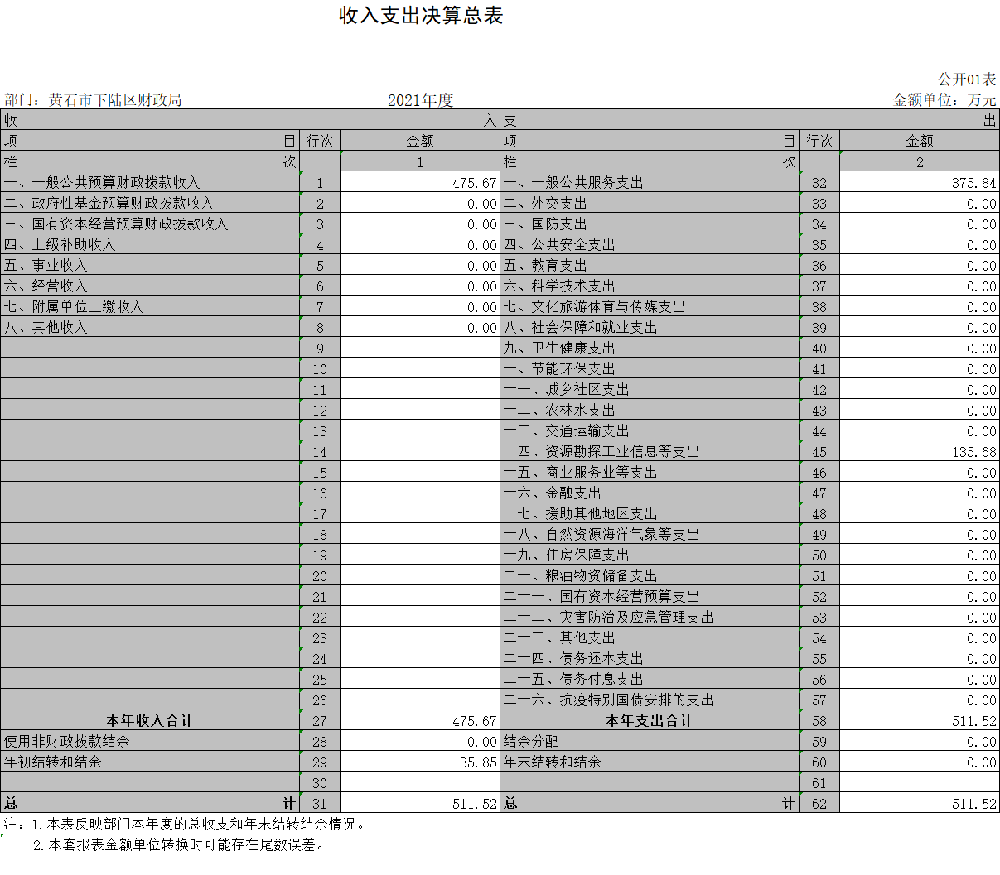 收入支出决算总表
公开01表
部门：黄石市下陆区财政局 2021年度 金额单位：万元
收 入 支 出
项 目 行次 金额 项 目 行次 金额
栏 次 1 栏 次 2
一、一般公共预算财政拨款收入 1 475.67 一、一般公共服务支出 32 375.84
二、政府性基金预算财政拨款收入 2 0.00 二、外交支出 33 0.00
三、国有资本经营预算财政拨款收入 3 0.00 三、国防支出 34 0.00
四、上级补助收入 4 0.00 四、公共安全支出 35 0.00
五、事业收入 5 0.00 五、教育支出 36 0.00
六、经营收入 6 0.00 六、科学技术支出 37 0.00
七、附属单位上缴收入 7 0.00 七、文化旅游体育与传媒支出 38 0.00
八、其他收入 8 0.00 八、社会保障和就业支出 39 0.00
9 九、卫生健康支出 40 0.00
10 十、节能环保支出 41 0.00
11 十一、城乡社区支出 42 0.00
12 十二、农林水支出 43 0.00
13 十三、交通运输支出 44 0.00
14 十四、资源勘探工业信息等支出 45 135.68
15 十五、商业服务业等支出 46 0.00
16 十六、金融支出 47 0.00
17 十七、援助其他地区支出 48 0.00
18 十八、自然资源海洋气象等支出 49 0.00
19 十九、住房保障支出 50 0.00
20 二十、粮油物资储备支出 51 0.00
21 二十一、国有资本经营预算支出 52 0.00
22 二十二、灾害防治及应急管理支出 53 0.00
23 二十三、其他支出 54 0.00
24 二十四、债务还本支出 55 0.00
25 二十五、债务付息支出 56 0.00
26 二十六、抗疫特别国债安排的支出 57 0.00
本年收入合计 27 475.67 本年支出合计 58 511.52
使用非财政拨款结余 28 0.00 结余分配 59 0.00
年初结转和结余 29 35.85 年末结转和结余 60 0.00
30 61
总 计 31 511.52 总 计 62 511.52
注：1.本表反映部门本年度的总收支和年末结转结余情况。
2.本套报表金额单位转换时可能存在尾数误差。